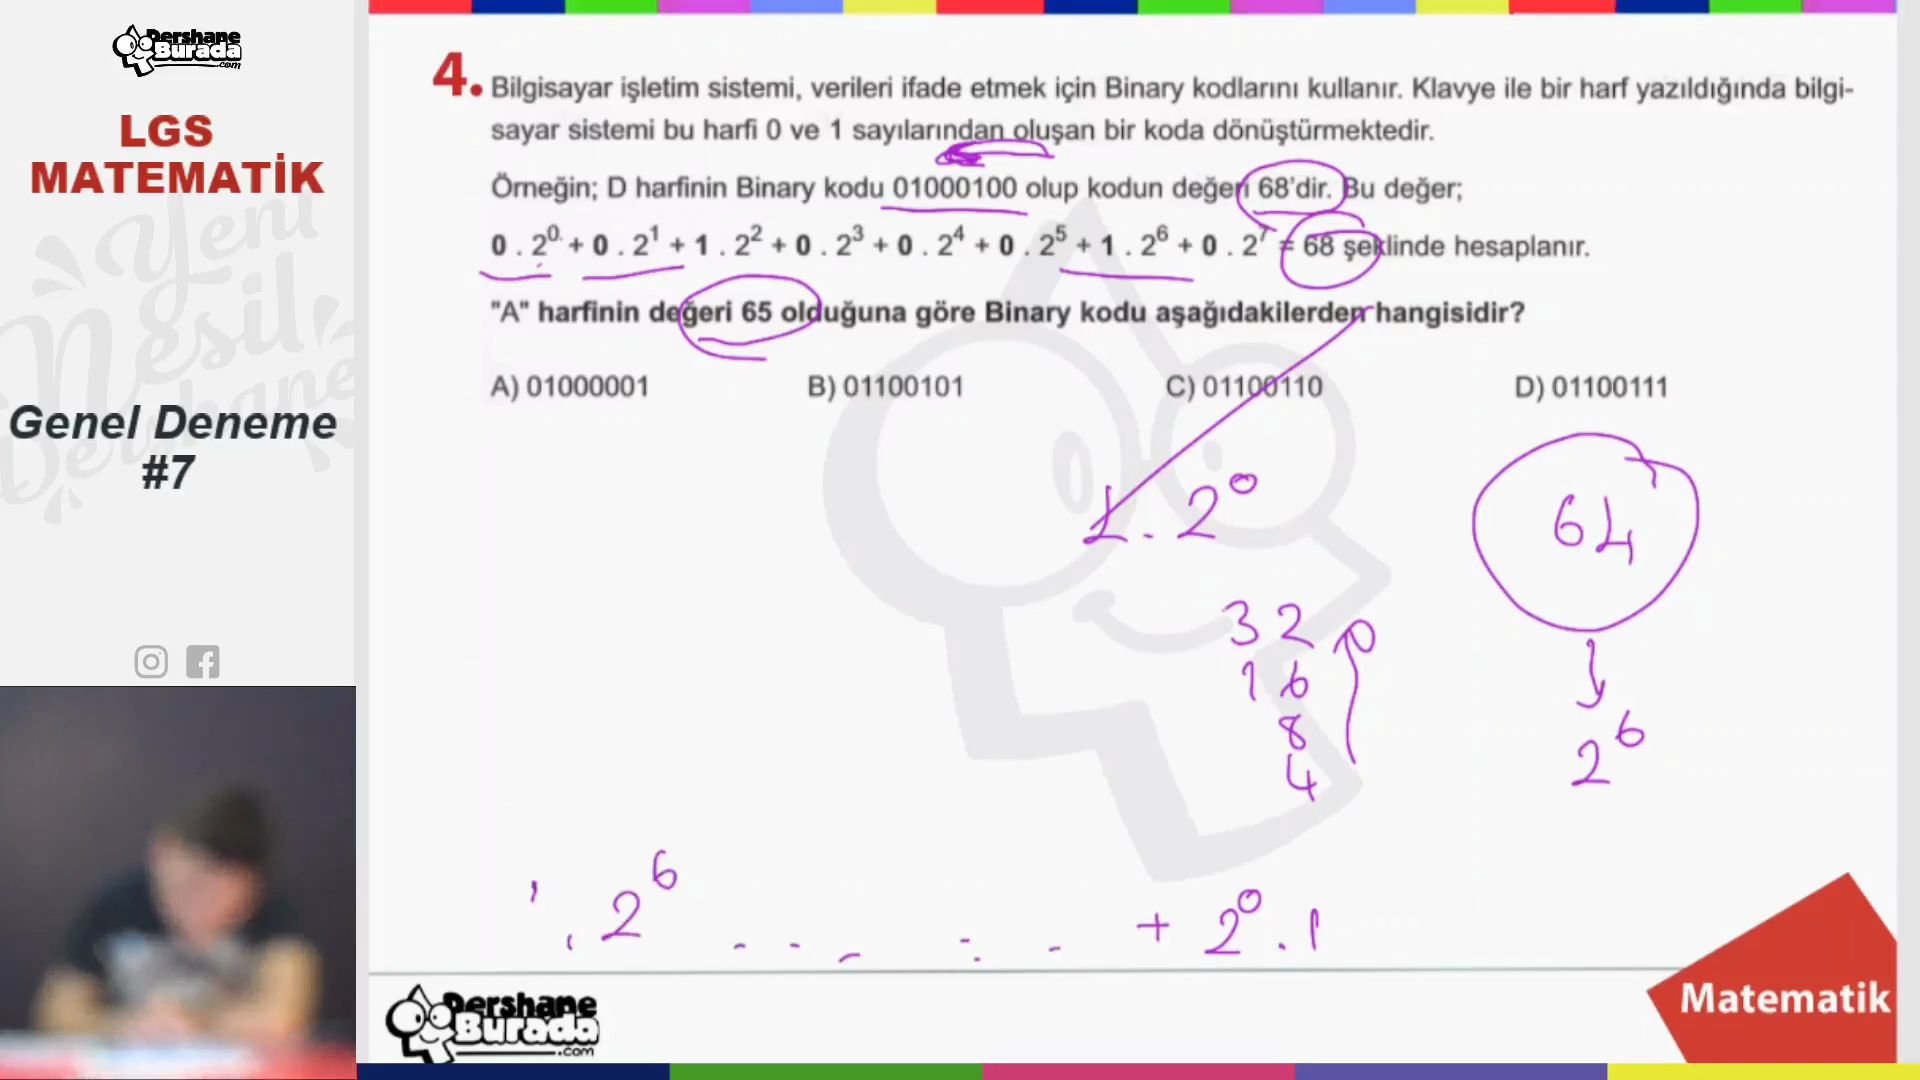 Dershane
Burada
.com
LGS
MATEMATİK
Yeni
Nesil
Dershane
Genel Deneme
#7
4. Bilgisayar işletim sistemi, verileri ifade etmek için Binary kodlarını kullanır. Klavye ile bir harf yazıldığında bilgi-
sayar sistemi bu harfi 0 ve 1 sayılarından oluşan bir koda dönüştürmektedir.
Örneğin; D harfinin Binary kodu 01000100 olup kodun değeri 68'dir. Bu değer;
0 . 2⁰ + 0 . 2¹ + 1 . 2² + 0 . 2³ + 0 . 2⁴ + 0 . 2⁵ + 1 . 2⁶ + 0 . 2⁷ = 68 şeklinde hesaplanır.
"A" harfinin değeri 65 olduğuna göre Binary kodu aşağıdakilerden hangisidir?
A) 01000001 B) 01100101 C) 01100110 D) 01100111
1 . 2⁰
64
32
16
8
4
2⁶
1 . 2⁶ + 2⁰ . 1
Dershane
Burada
.com
Matematik